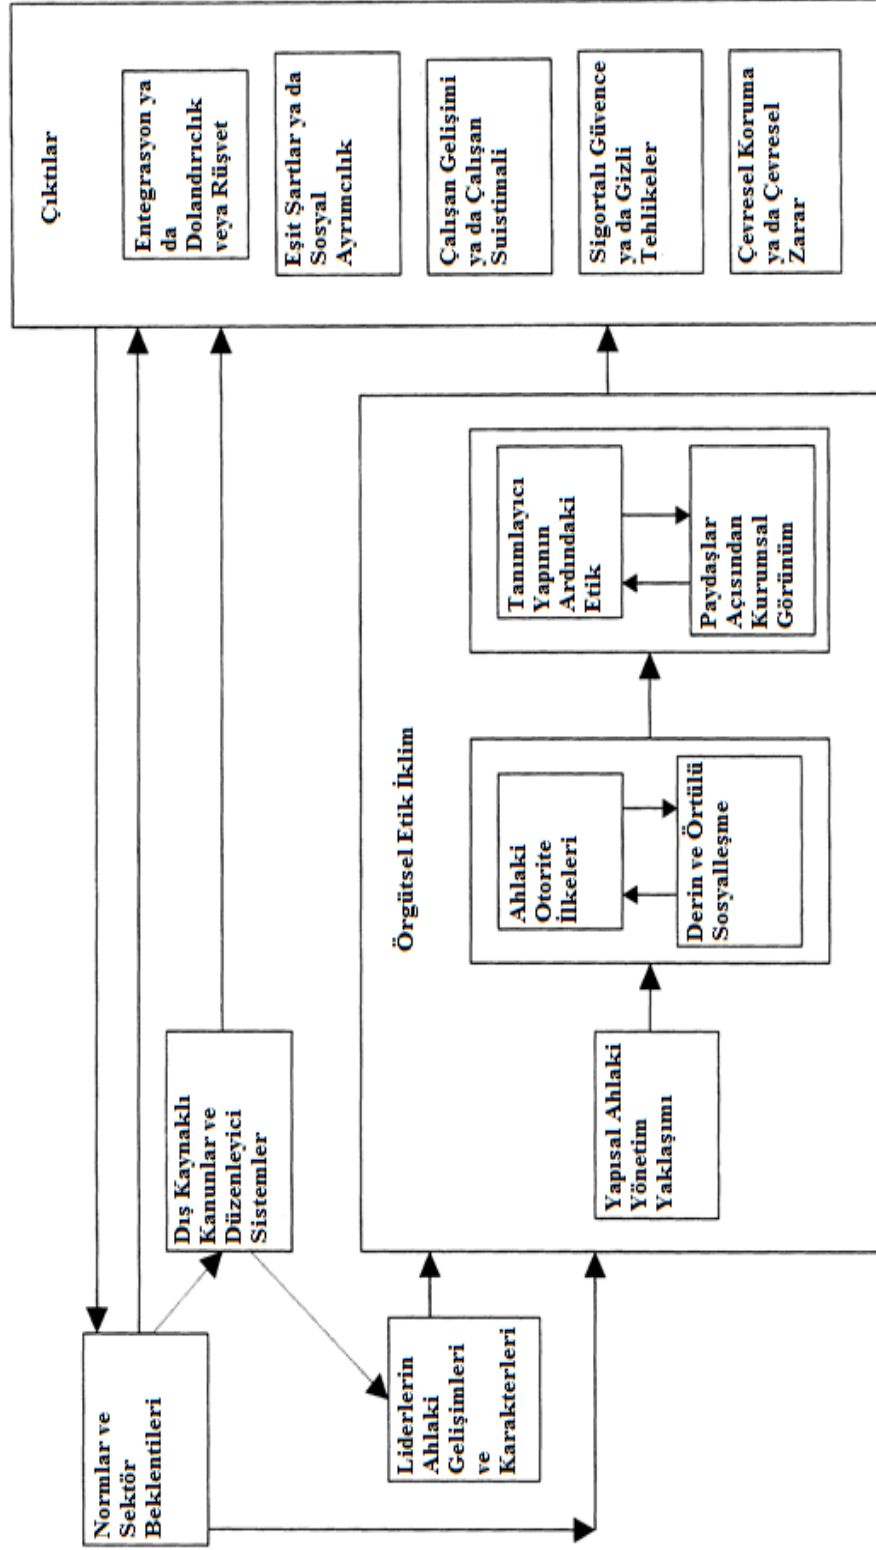 Normlar ve
Sektör
Beklentileri
Dış Kaynaklı
Kanunlar ve
Düzenleyici
Sistemler
Liderlerin
Ahlaki
Gelişimleri
ve
Karakterleri
Örgütsel Etik İklim
Yapısal Ahlaki
Yönetim
Yaklaşımı
Ahlaki
Otorite
İlkeleri
Derin ve Örtülü
Sosyalleşme
Tanımlayıcı
Yapının
Ardındaki
Etik
Paydaşlar
Açısından
Kurumsal
Görünüm
Çıktılar
Entegrasyon ya
da
Dolandırıcılık
veya Rüşvet
Eşit Şartlar ya da
Sosyal
Ayrımcılık
Çalışan Gelişimi
ya da Çalışan
Suistimali
Sigortalı Güvence
ya da Gizli
Tehlikeler
Çevresel Koruma
ya da Çevresel
Zarar